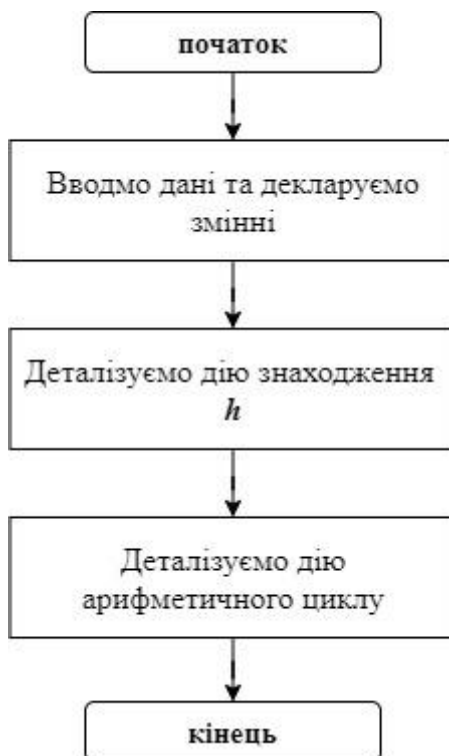 початок
Вводмо дані та декларуємо
змінні
Деталізуємо дію знаходження
h
Деталізуємо дію
арифметичного циклу
кінець